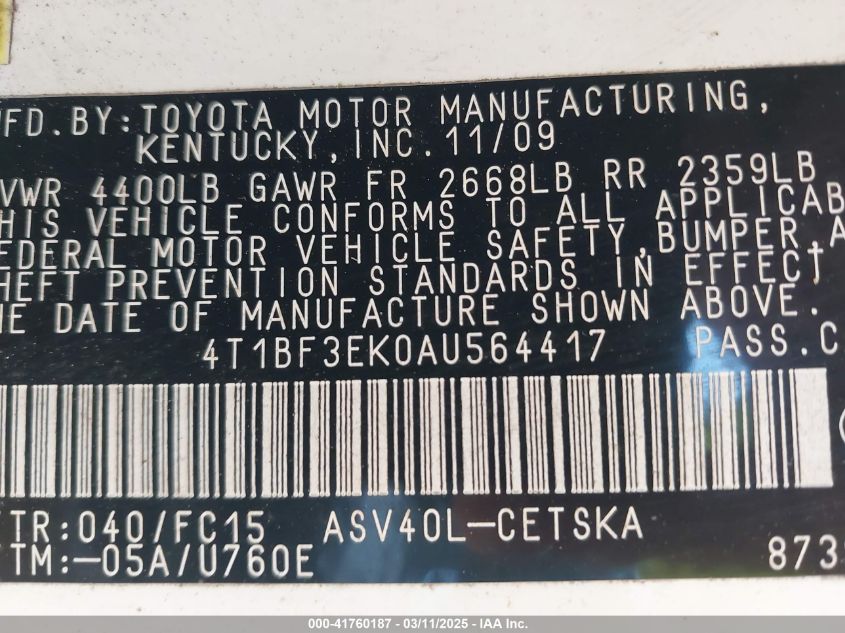 FD. BY: TOYOTA MOTOR MANUFACTURING,
KENTUCKY, INC. 11/09
VWR 4400LB GAWR FR 2668LB RR 2359LB
HIS VEHICLE CONFORMS TO ALL APPLICAB
EDERAL MOTOR VEHICLE SAFETY, BUMPER, A
HEFT PREVENTION STANDARDS IN EFFECT
HE DATE OF MANUFACTURE SHOWN ABOVE.
4T1BF3EK0AU564417 PASS. C
TR: 040/FC15 ASV40L-CETSKA
TM:-05A/U760E 873
000-41760187 - 03/11/2025 - IAA Inc.